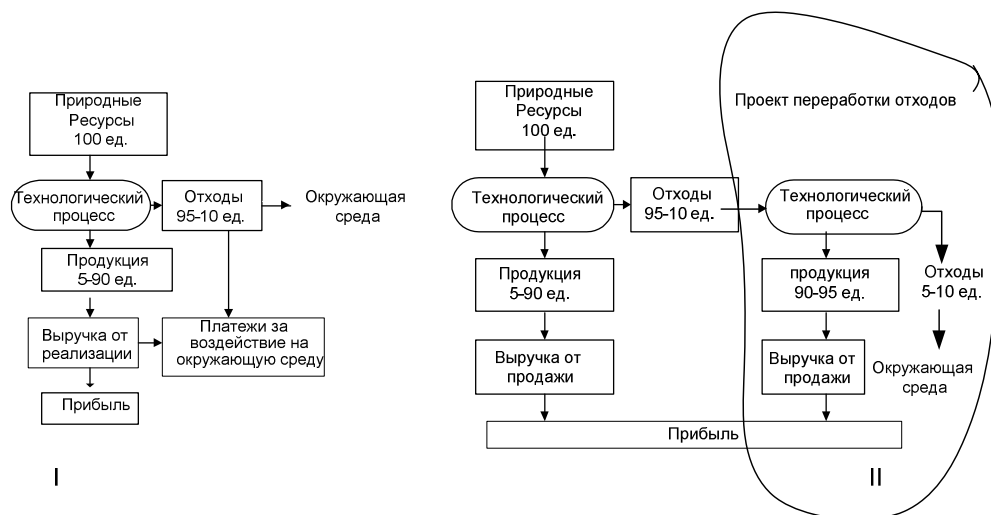 Природные
Ресурсы
100 ед.
Технологический
процесс
Отходы
95-10 ед.
Окружающая
среда
Продукция
5-90 ед.
Выручка от
реализации
Платежи за
воздействие на
окружающую среду
Прибыль
I
Природные
Ресурсы
100 ед.
Технологический
процесс
Отходы
95-10 ед.
Продукция
5-90 ед.
Выручка от
продажи
Проект переработки отходов
Технологический
процесс
продукция
90-95 ед.
Отходы
5-10 ед.
Выручка от
продажи
Окружающая
среда
Прибыль
II